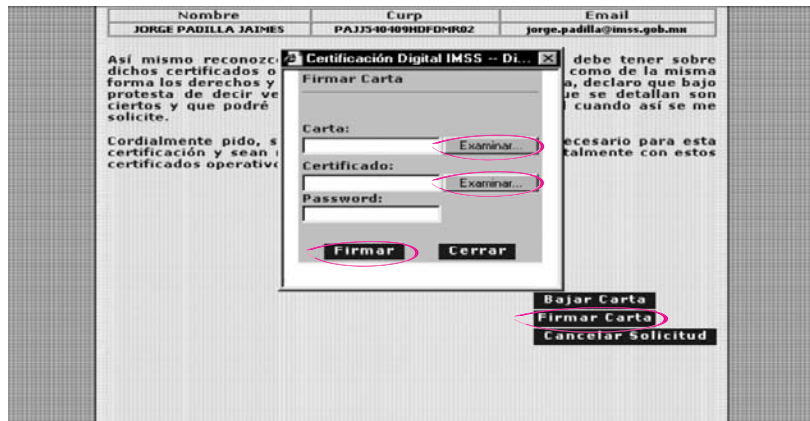 Nombre Curp Email
JORGE PADILLA JAIMES PAJJ540409HDFDMR02 jorge.padilla@imss.gob.mx
Así mismo reconozc debe tener sobre
dichos certificados o como de la misma
forma los derechos y a, declaro que bajo
protesta de decir ve ue se detallan son
ciertos y que podré cuando así se me
solicite.
Cordialmente pido, s ecesario para esta
certificación y sean talmente con estos
certificados operativo
Certificación Digital IMSS -- Di...
Firmar Carta
Carta:
Examinar...
Certificado:
Examinar...
Password:
Firmar Cerrar
Bajar Carta
Firmar Carta
Cancelar Solicitud